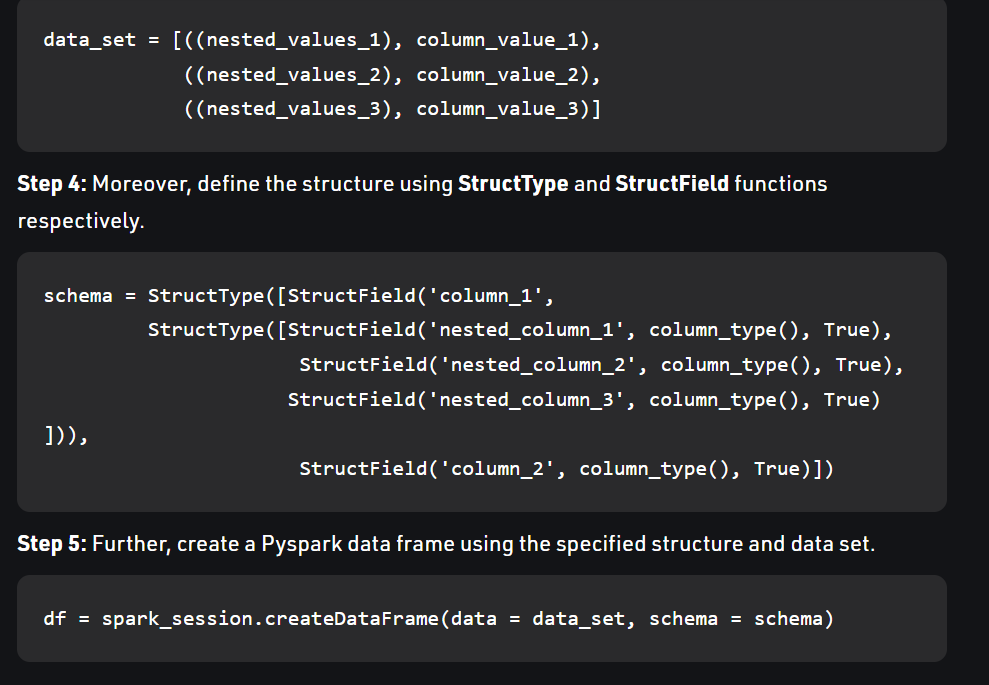 data_set = [((nested_values_1), column_value_1),
            ((nested_values_2), column_value_2),
            ((nested_values_3), column_value_3)]
Step 4: Moreover, define the structure using StructType and StructField functions
respectively.
schema = StructType([StructField('column_1',
         StructType([StructField('nested_column_1', column_type(), True),
                      StructField('nested_column_2', column_type(), True),
                     StructField('nested_column_3', column_type(), True)
])),
                      StructField('column_2', column_type(), True)])
Step 5: Further, create a Pyspark data frame using the specified structure and data set.
df = spark_session.createDataFrame(data = data_set, schema = schema)